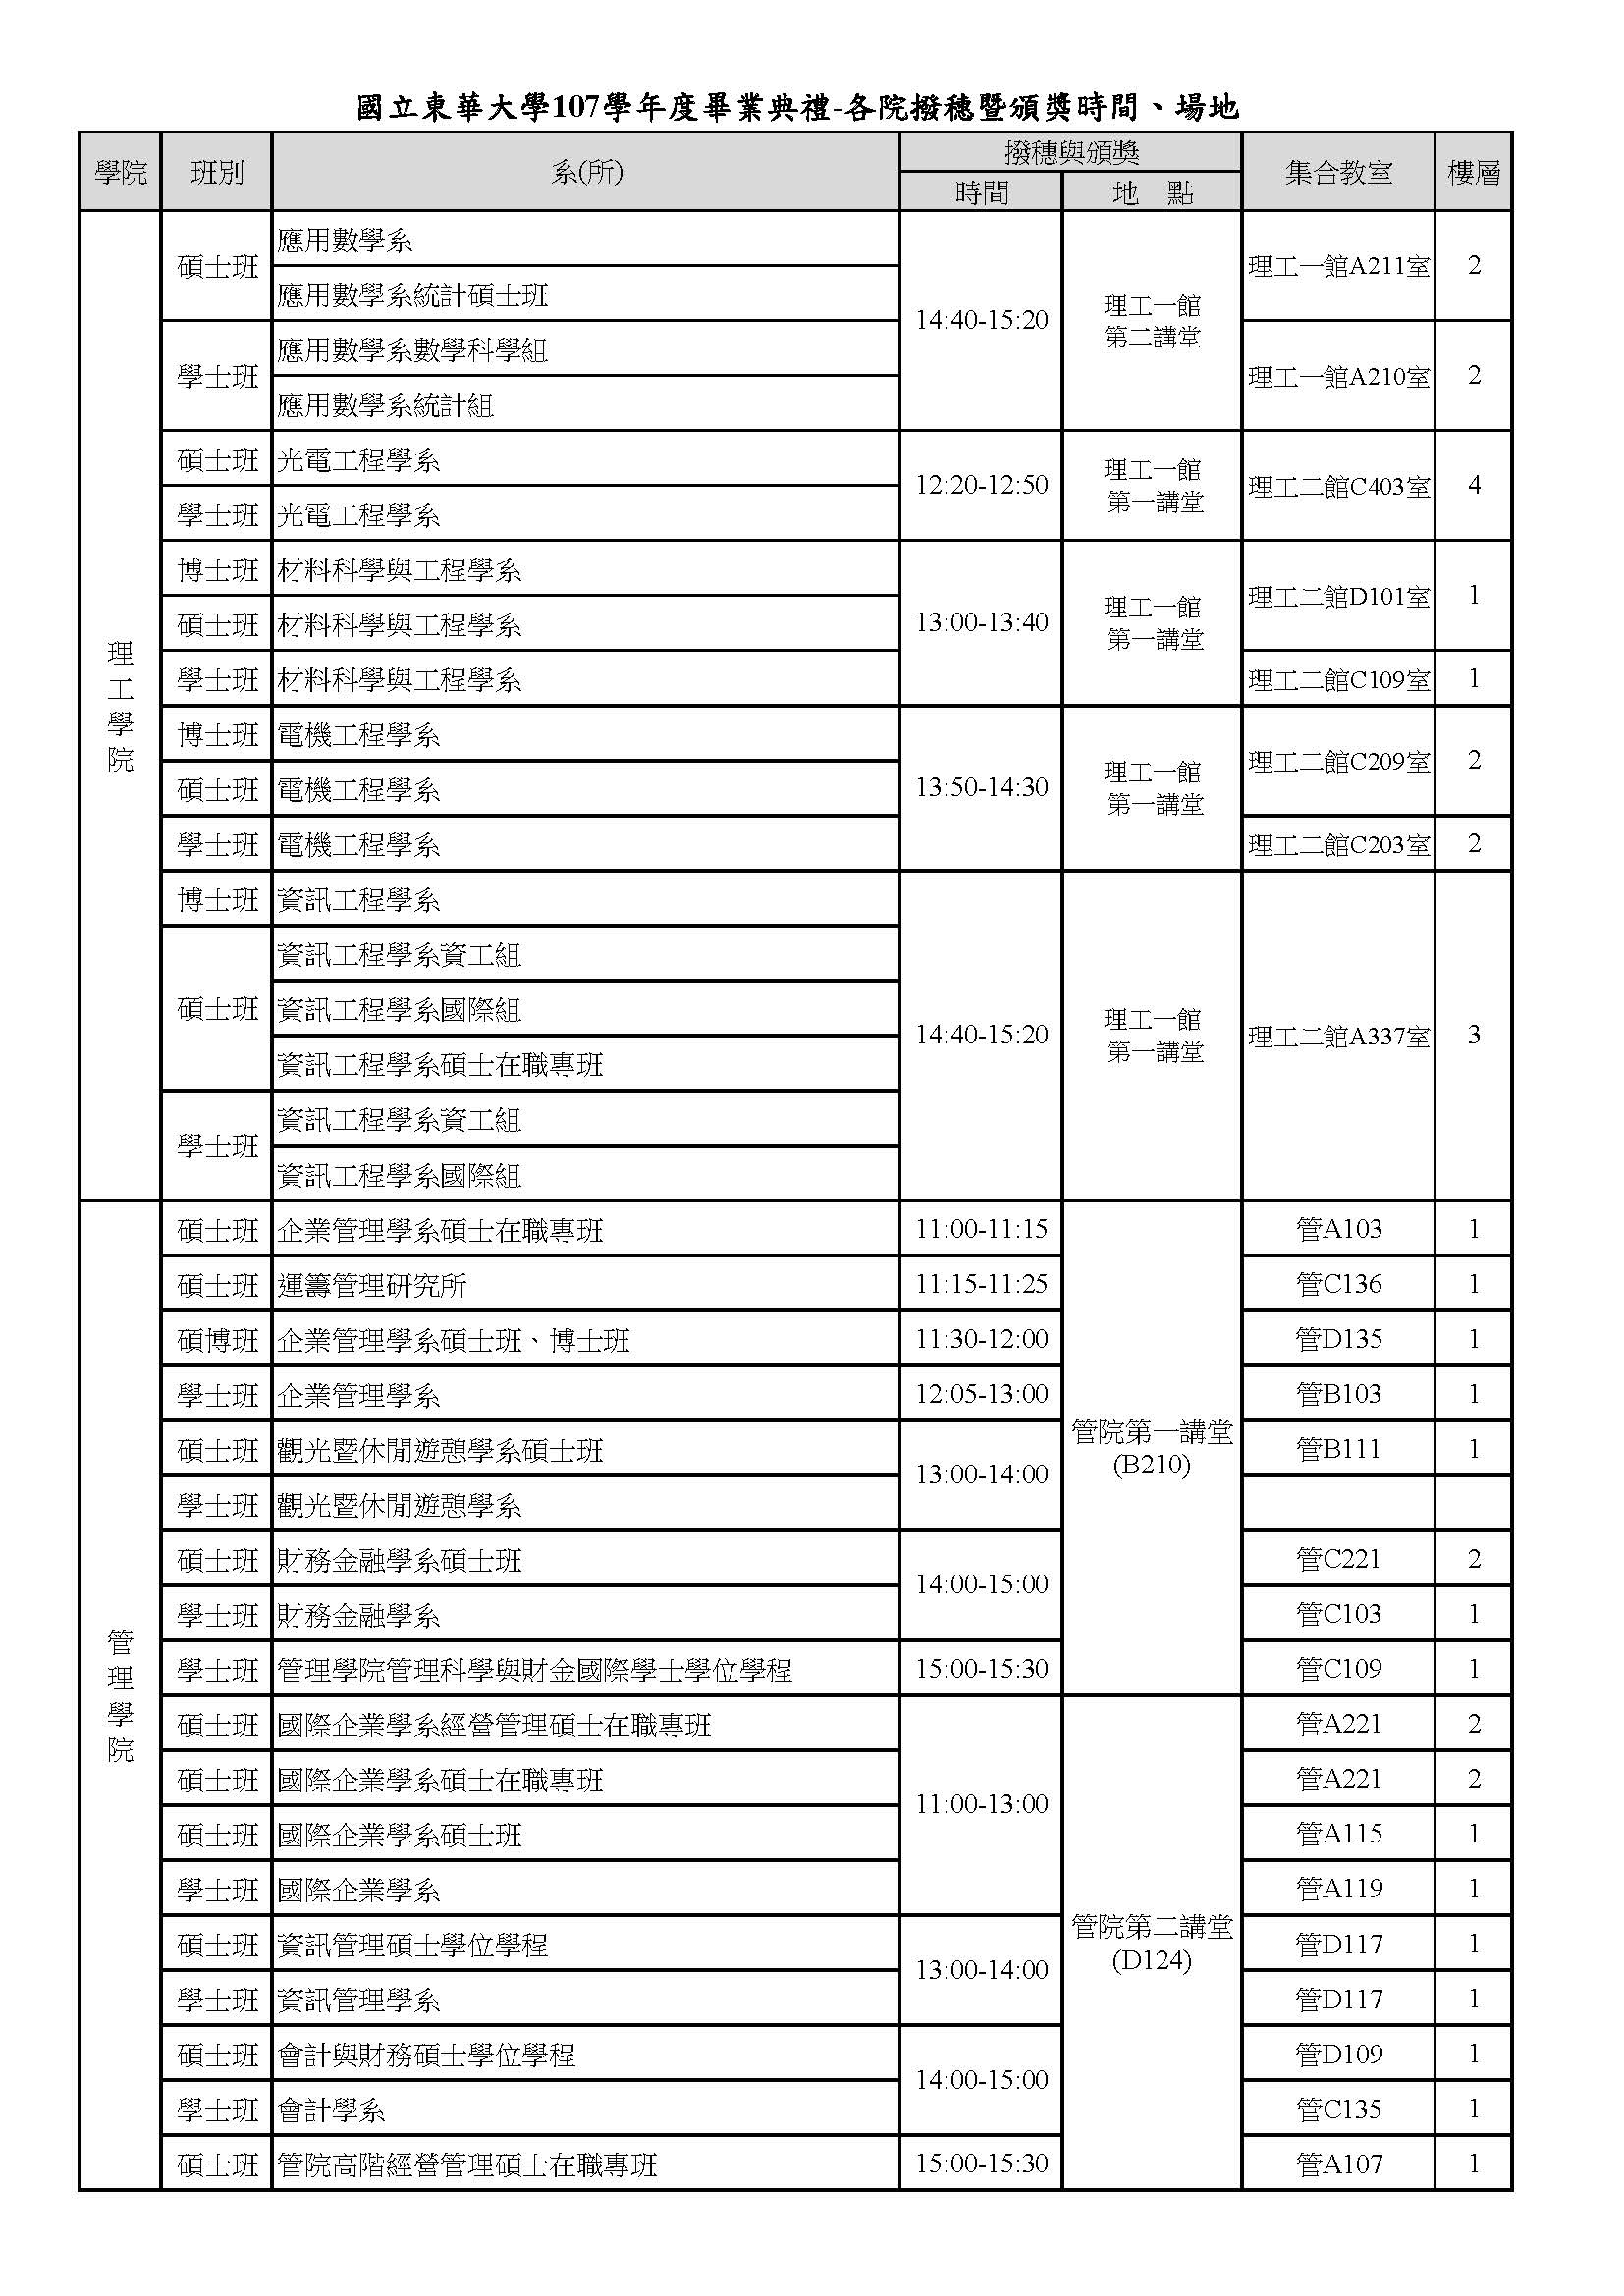 國立東華大學107學年度畢業典禮-各院撥穗暨頒獎時間、場地
學院 班別 系(所) 撥穗與頒獎 集合教室 樓層
時間 地 點
理工學院
碩士班 應用數學系 14:40-15:20 理工一館 第二講堂 理工一館A211室 2
應用數學系統計碩士班
學士班 應用數學系數學科學組 理工一館A210室 2
應用數學系統計組
碩士班 光電工程學系 12:20-12:50 理工一館 第一講堂 理工二館C403室 4
學士班 光電工程學系
博士班 材料科學與工程學系 13:00-13:40 理工一館 第一講堂 理工二館D101室 1
碩士班 材料科學與工程學系
學士班 材料科學與工程學系 理工二館C109室 1
博士班 電機工程學系 13:50-14:30 理工一館 第一講堂 理工二館C209室 2
碩士班 電機工程學系
學士班 電機工程學系 理工二館C203室 2
博士班 資訊工程學系 14:40-15:20 理工一館 第一講堂 理工二館A337室 3
碩士班 資訊工程學系資工組
資訊工程學系國際組
資訊工程學系碩士在職專班
學士班 資訊工程學系資工組
資訊工程學系國際組
管理學院
碩士班 企業管理學系碩士在職專班 11:00-11:15 管院第一講堂 (B210) 管A103 1
碩士班 運籌管理研究所 11:15-11:25 管C136 1
碩博班 企業管理學系碩士班、博士班 11:30-12:00 管D135 1
學士班 企業管理學系 12:05-13:00 管B103 1
碩士班 觀光暨休閒遊憩學系碩士班 13:00-14:00 管B111 1
學士班 觀光暨休閒遊憩學系
碩士班 財務金融學系碩士班 14:00-15:00 管C221 2
學士班 財務金融學系 管C103 1
學士班 管理學院管理科學與財金國際學士學位學程 15:00-15:30 管C109 1
碩士班 國際企業學系經營管理碩士在職專班 11:00-13:00 管院第二講堂 (D124) 管A221 2
碩士班 國際企業學系碩士在職專班 管A221 2
碩士班 國際企業學系碩士班 管A115 1
學士班 國際企業學系 管A119 1
碩士班 資訊管理碩士學位學程 13:00-14:00 管D117 1
學士班 資訊管理學系 管D117 1
碩士班 會計與財務碩士學位學程 14:00-15:00 管D109 1
學士班 會計學系 管C135 1
碩士班 管院高階經營管理碩士在職專班 15:00-15:30 管A107 1